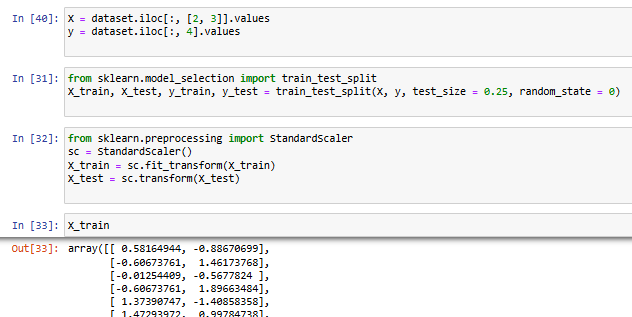 In [40]: X = dataset.iloc[:, [2, 3]].values
y = dataset.iloc[:, 4].values
In [31]: from sklearn.model_selection import train_test_split
X_train, X_test, y_train, y_test = train_test_split(X, y, test_size = 0.25, random_state = 0)
In [32]: from sklearn.preprocessing import StandardScaler
sc = StandardScaler()
X_train = sc.fit_transform(X_train)
X_test = sc.transform(X_test)
In [33]: X_train
Out[33]: array([[ 0.58164944, -0.88670699],
[-0.60673761,  1.46173768],
[-0.01254409, -0.5677824 ],
[-0.60673761,  1.89663484],
[ 1.37390747, -1.40858358],
[ 1.47293972,  0.99784738],